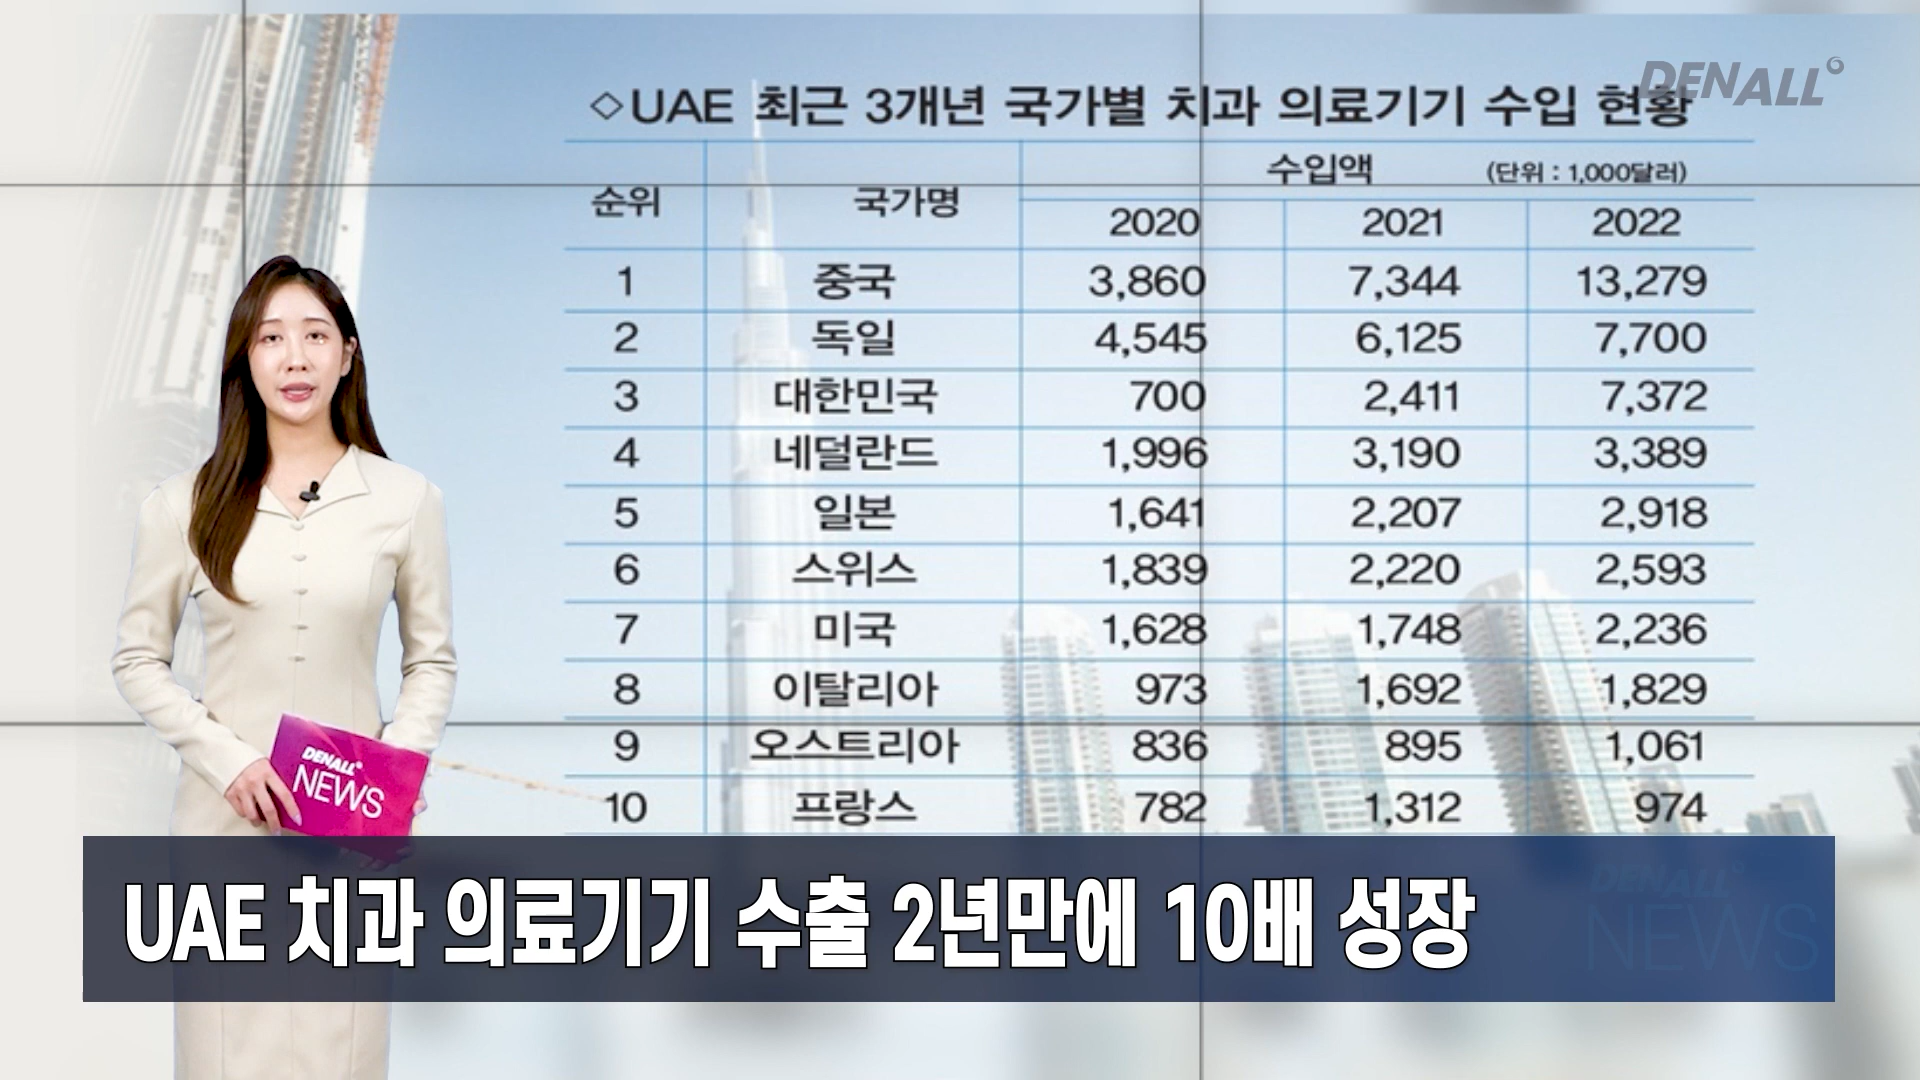 DENALL
◇UAE 최근 3개년 국가별 치과 의료기기 수입 현황
순위 국가명 수입액 (단위 : 1,000달러)
2020 2021 2022
1 중국 3,860 7,344 13,279
2 독일 4,545 6,125 7,700
3 대한민국 700 2,411 7,372
4 네덜란드 1,996 3,190 3,389
5 일본 1,641 2,207 2,918
6 스위스 1,839 2,220 2,593
7 미국 1,628 1,748 2,236
8 이탈리아 973 1,692 1,829
9 오스트리아 836 895 1,061
10 프랑스 782 1,312 974
DENALL
NEWS
UAE 치과 의료기기 수출 2년만에 10배 성장
DENALL
NEWS